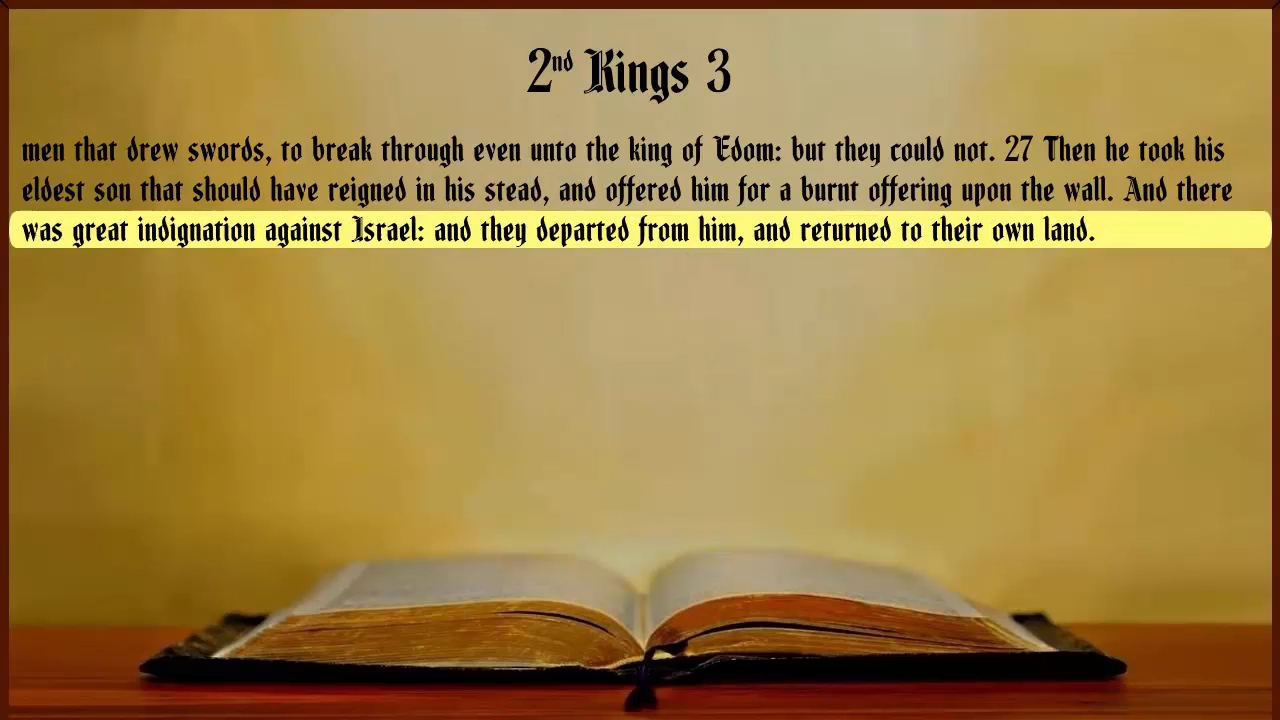 2nd Kings 3
men that drew swords, to break through even unto the king of Edom: but they could not. 27 Then he took his
eldest son that should have reigned in his stead, and offered him for a burnt offering upon the wall. And there
was great indignation against Israel: and they departed from him, and returned to their own land.